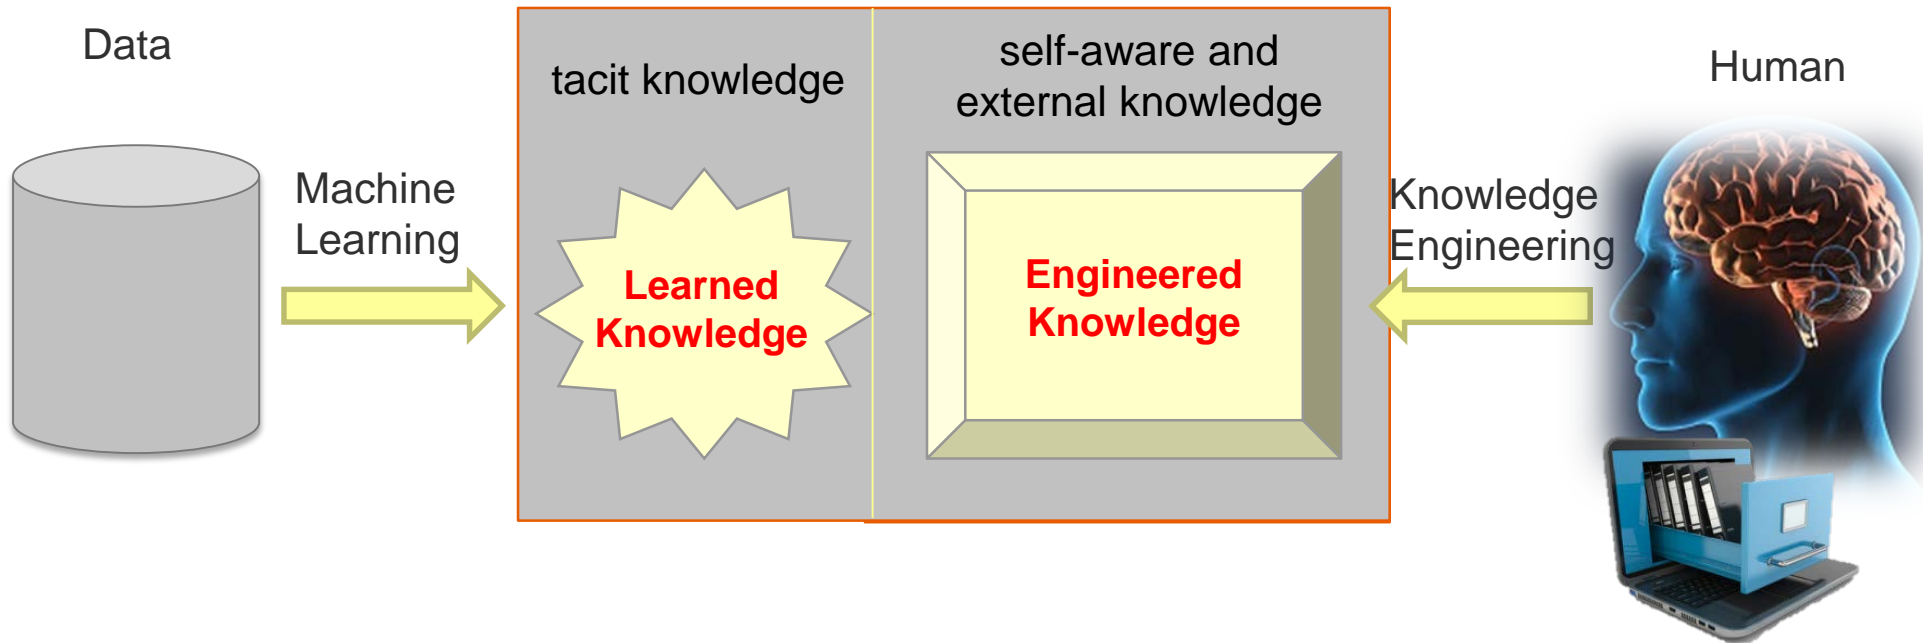 Data
Machine
Learning
tacit knowledge
Learned
Knowledge
self-aware and
external knowledge
Engineered
Knowledge
Knowledge
Engineering
Human